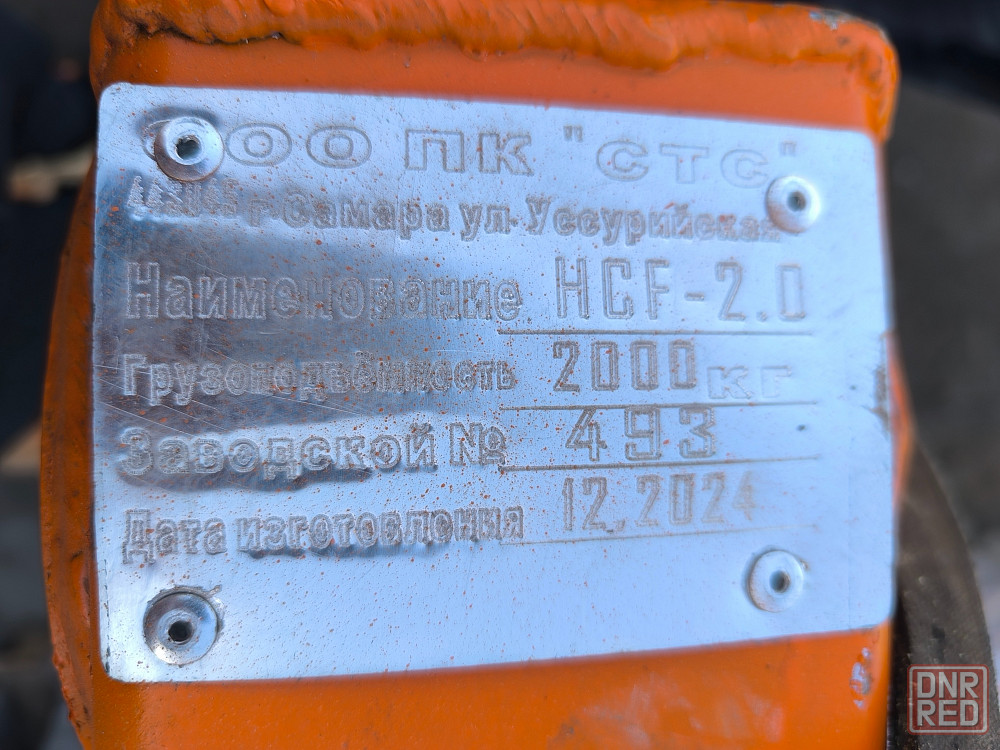 ООО ПК "СТС"
г. Самара ул. Уссурийская
Наименование HCF-2.0
Грузоподъёмность 2000 кг
Заводской № 493
Дата изготовления 12.2024
DNR
RED